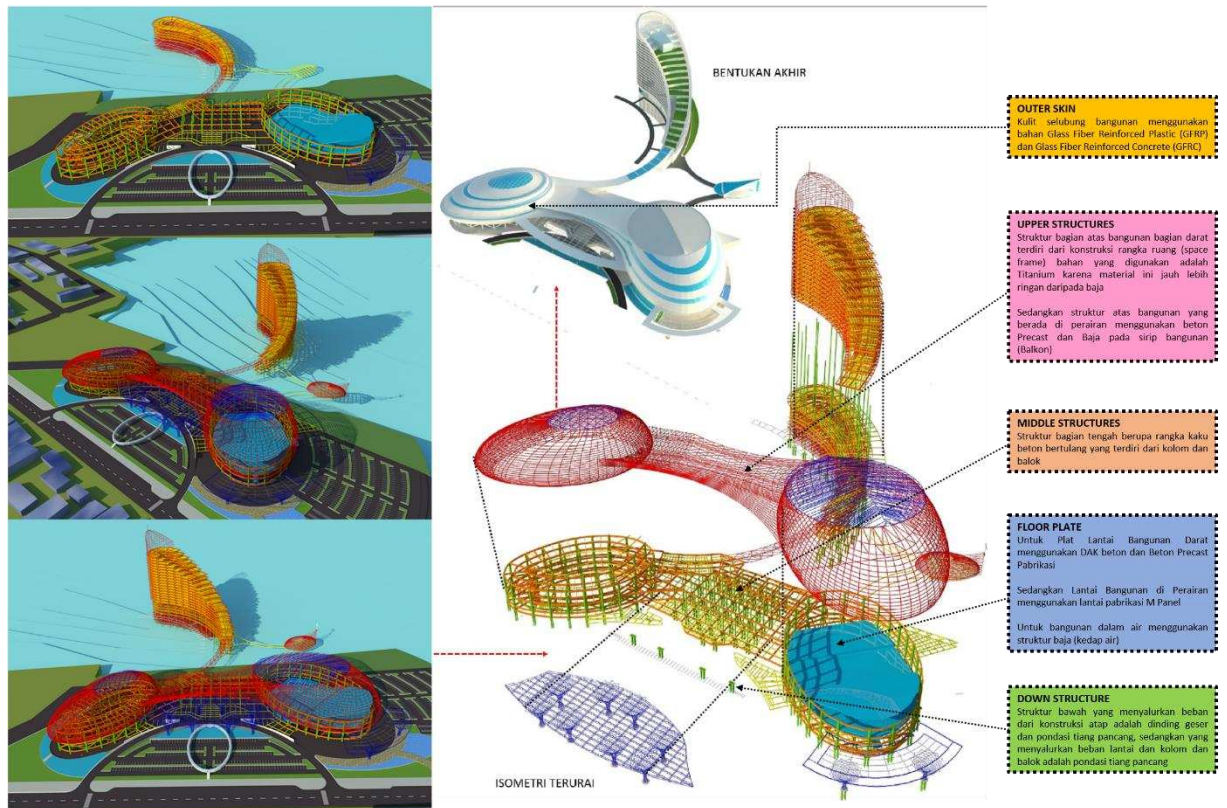 BENTUKAN AKHIR
OUTER SKIN
Kulit selubung bangunan menggunakan
bahan Glass Fiber Reinforced Plastic (GFRP)
dan Glass Fiber Reinforced Concrete (GFRC)
UPPER STRUCTURES
Struktur bagian atas bangunan bagian darat
terdiri dari konstruksi rangka ruang (space
frame) bahan yang digunakan adalah
Titanium karena material ini jauh lebih
ringan daripada baja
Sedangkan struktur atas bangunan yang
berada di perairan menggunakan beton
Precast dan Baja pada sirip bangunan
(Balkon)
MIDDLE STRUCTURES
Struktur bagian tengah berupa rangka kaku
beton bertulang yang terdiri dari kolom dan
balok
FLOOR PLATE
Untuk Plat Lantai Bangunan Darat
menggunakan DAK beton dan Beton Precast
Pabrikasi
Sedangkan Lantai Bangunan di Perairan
menggunakan lantai pabrikasi M Panel
Untuk bangunan dalam air menggunakan
struktur baja (kedap air)
DOWN STRUCTURE
Struktur bawah yang menyalurkan beban
dari konstruksi atap adalah dinding geser
dan pondasi tiang pancang, sedangkan yang
menyalurkan beban lantai dan kolom dan
balok adalah pondasi tiang pancang
ISOMETRI TERURAI